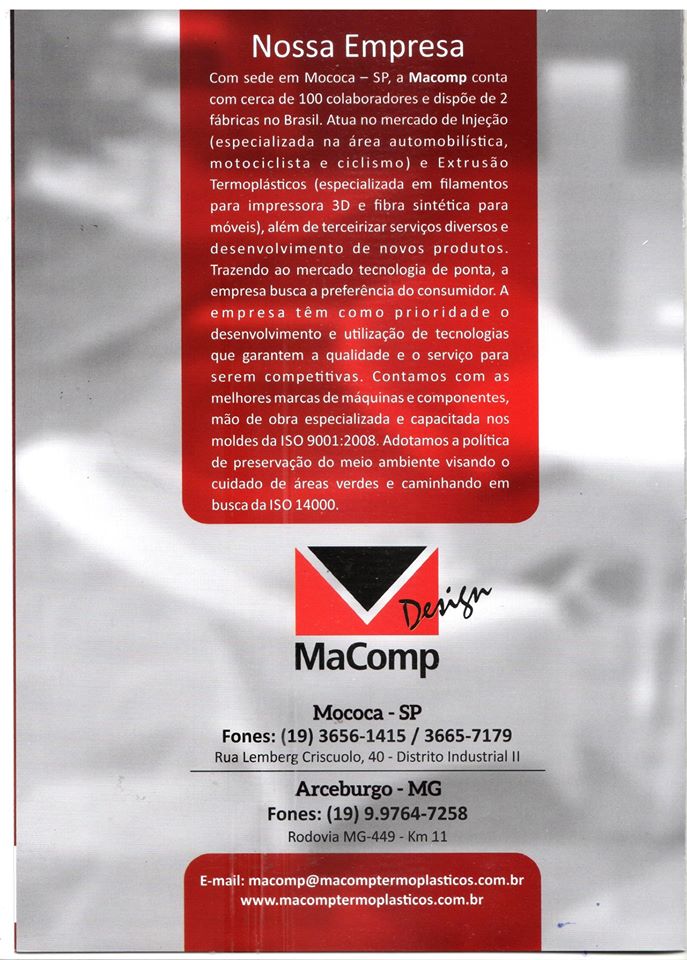 Nossa Empresa
Com sede em Mococa – SP, a Macomp conta
com cerca de 100 colaboradores e dispõe de 2
fábricas no Brasil. Atua no mercado de Injeção
(especializada na área automobilística,
motociclista e ciclismo) e Extrusão
Termoplásticos (especializada em filamentos
para impressora 3D e fibra sintética para
móveis), além de terceirizar serviços diversos e
desenvolvimento de novos produtos.
Trazendo ao mercado tecnologia de ponta, a
empresa busca a preferência do consumidor. A
empresa têm como prioridade o
desenvolvimento e utilização de tecnologias
que garantem a qualidade e o serviço para
serem competitivas. Contamos com as
melhores marcas de máquinas e componentes,
mão de obra especializada e capacitada nos
moldes da ISO 9001:2008. Adotamos a política
de preservação do meio ambiente visando o
cuidado de áreas verdes e caminhando em
busca da ISO 14000.
Design
MaComp
Mococa - SP
Fones: (19) 3656-1415 / 3665-7179
Rua Lemberg Criscuolo, 40 - Distrito Industrial II
Arceburgo - MG
Fones: (19) 9.9764-7258
Rodovia MG-449 - Km 11
E-mail: macomp@macomptermoplasticos.com.br
www.macomptermoplasticos.com.br